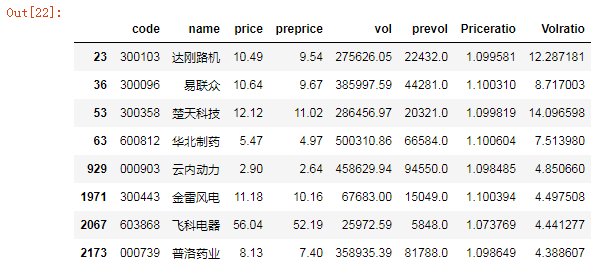 Out[22]:
code name price preprice vol prevol Priceratio Volratio
23 300103 达刚路机 10.49 9.54 275626.05 22432.0 1.099581 12.287181
36 300096 易联众 10.64 9.67 385997.59 44281.0 1.100310 8.717003
53 300358 楚天科技 12.12 11.02 286456.97 20321.0 1.099819 14.096598
63 600812 华北制药 5.47 4.97 500310.86 66584.0 1.100604 7.513980
929 000903 云内动力 2.90 2.64 458629.94 94550.0 1.098485 4.850660
1971 300443 金雷风电 11.18 10.16 67683.00 15049.0 1.100394 4.497508
2067 603868 飞科电器 56.04 52.19 25972.59 5848.0 1.073769 4.441277
2173 000739 普洛药业 8.13 7.40 358935.39 81788.0 1.098649 4.388607